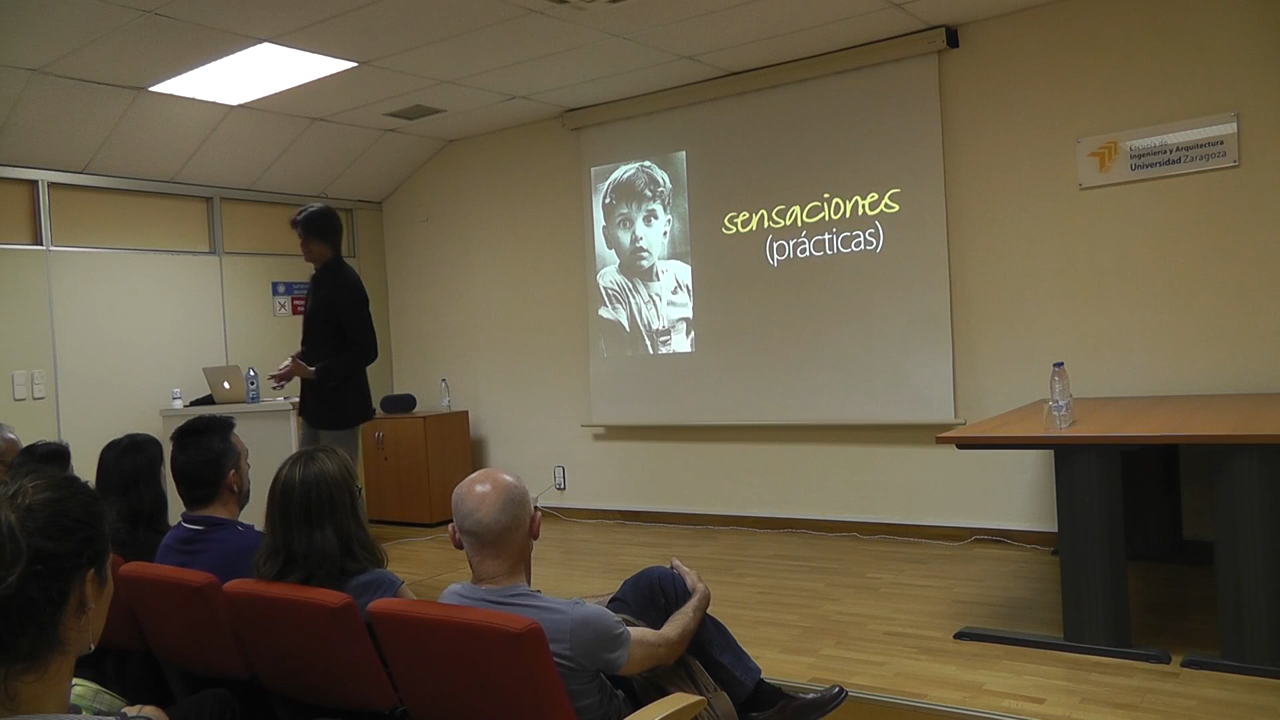 sensaciones
(prácticas)
Escuela de
Ingeniería y Arquitectura
Universidad Zaragoza